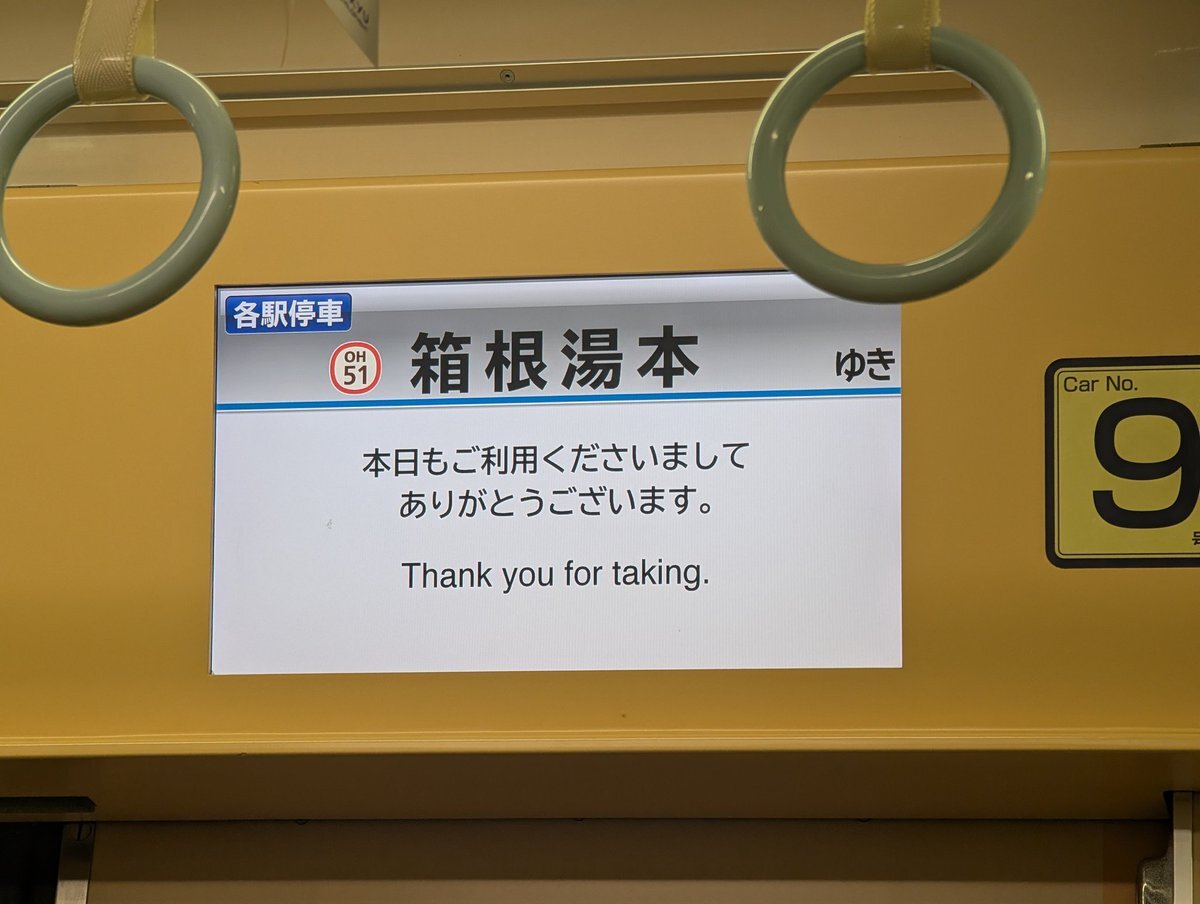 各駅停車
OH
51
箱根湯本
ゆき
本日もご利用くださいまして
ありがとうございます。
Thank you for taking.
Car No.
9